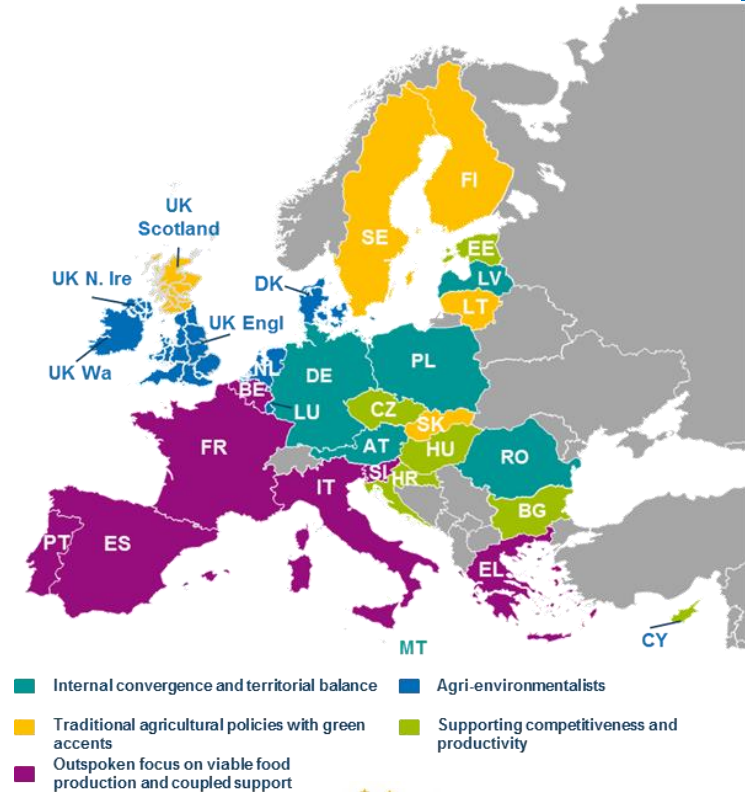 UK
Scotland
FI
SE
EE
UK N. Ire
DK
LV
LT
UK Engl
PL
NL
UK Wa
DE
BE
LU
CZ
SK
FR
AT
HU
RO
SI
HR
IT
BG
PT
ES
EL
CY
MT
Internal convergence and territorial balance
Agri-environmentalists
Traditional agricultural policies with green
accents
Supporting competitiveness and
productivity
Outspoken focus on viable food
production and coupled support